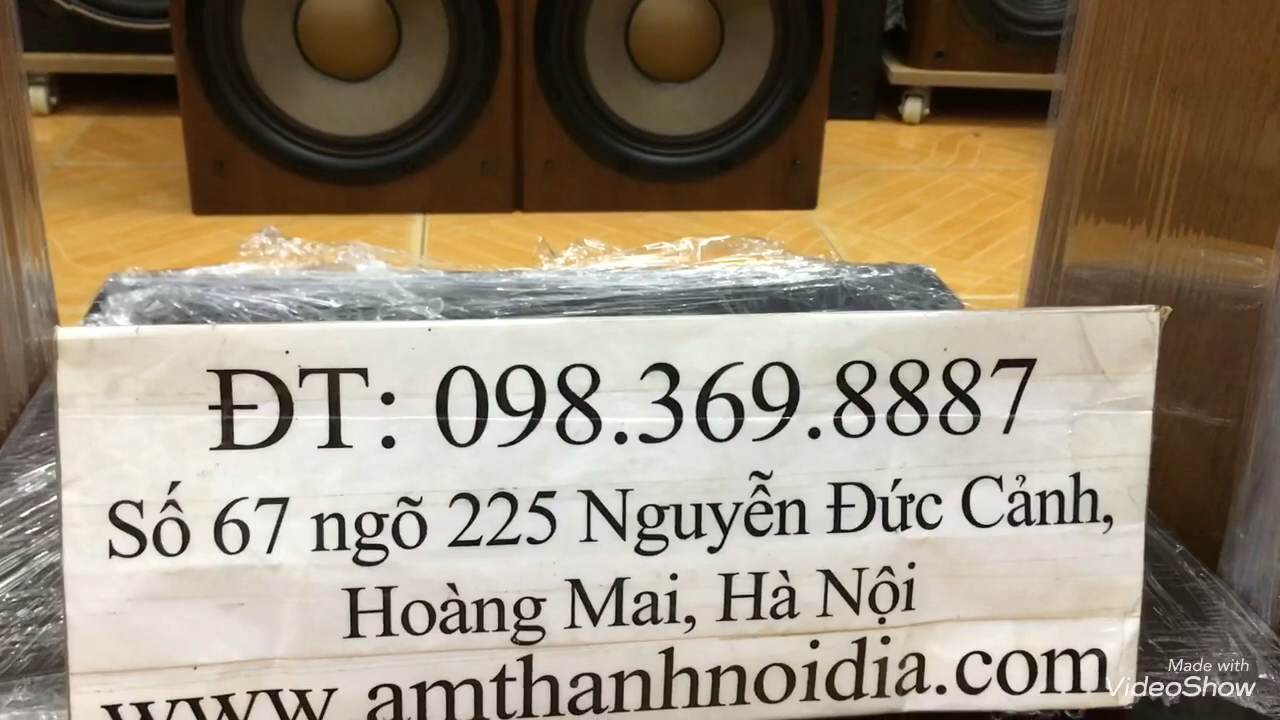 ĐT: 098.369.8887
Số 67 ngõ 225 Nguyễn Đức Cảnh,
Hoàng Mai, Hà Nội
www.amthanhnoidia.com
Made with
VideoShow